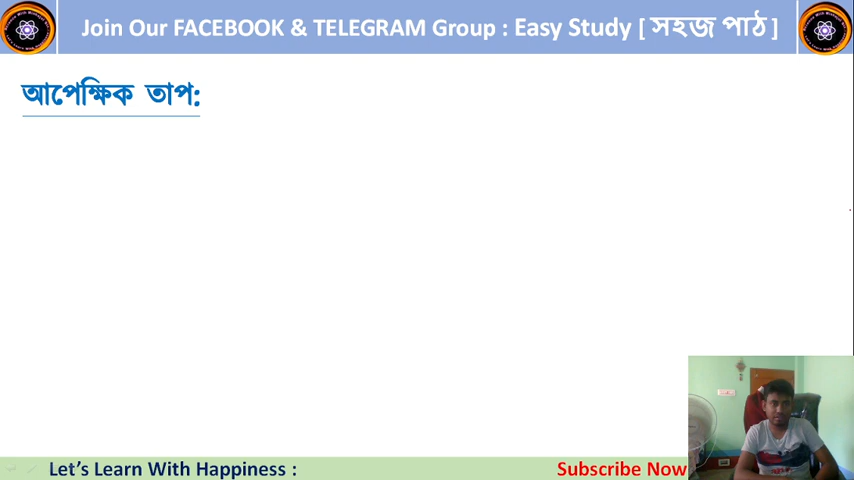 Join Our FACEBOOK & TELEGRAM Group : Easy Study [ সহজ পাঠ ]
আপেক্ষিক তাপ:
Let's Learn With Happiness :
Subscribe Now